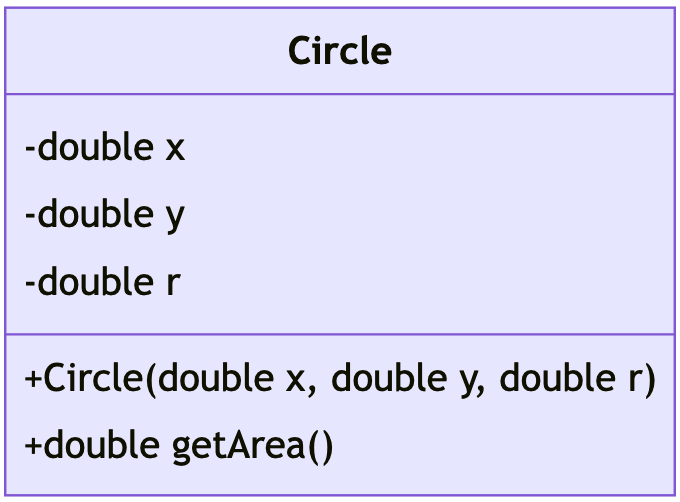 Circle
-double x
-double y
-double r
+Circle(double x, double y, double r)
+double getArea()